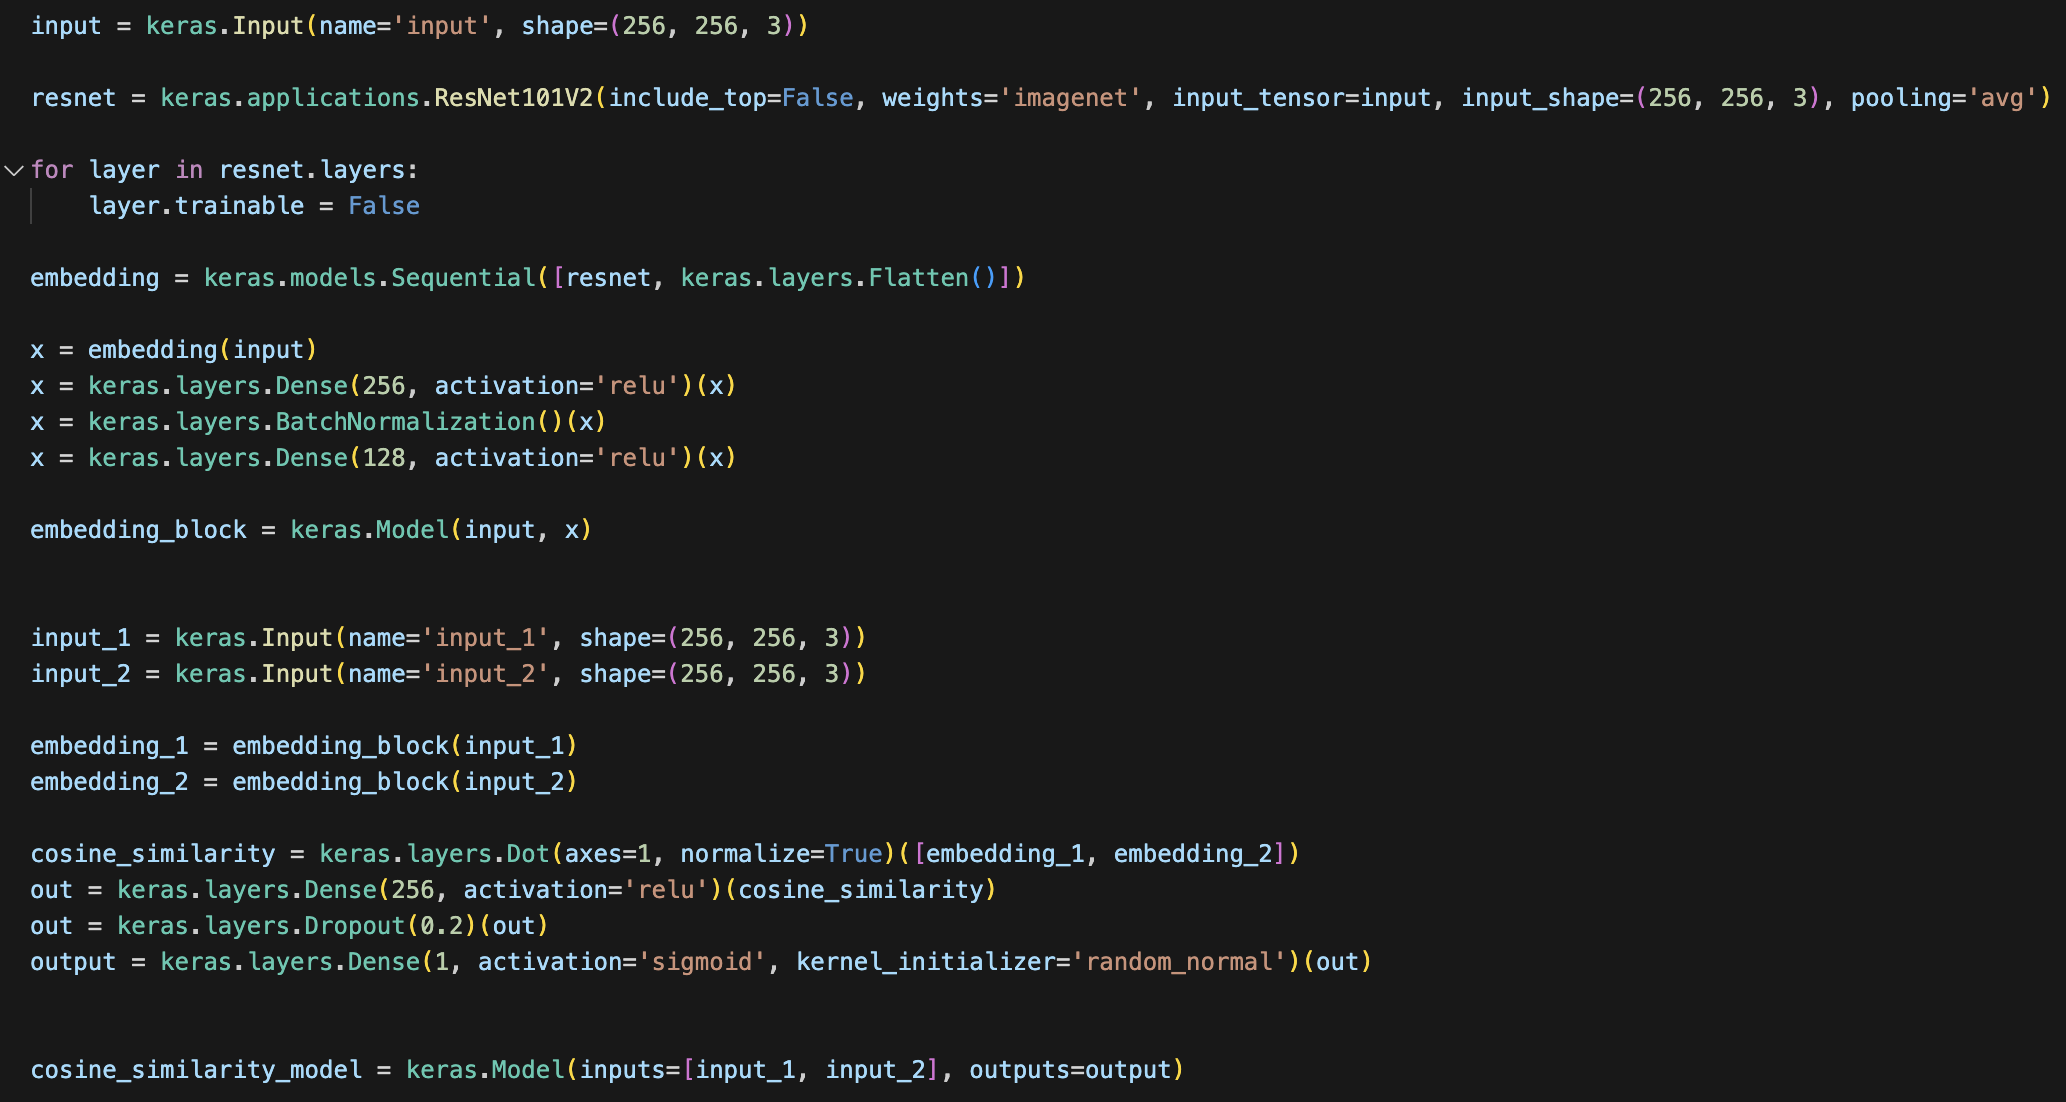 input = keras.Input(name='input', shape=(256, 256, 3))
resnet = keras.applications.ResNet101V2(include_top=False, weights='imagenet', input_tensor=input, input_shape=(256, 256, 3), pooling='avg')
for layer in resnet.layers:
    layer.trainable = False
embedding = keras.models.Sequential([resnet, keras.layers.Flatten()])
x = embedding(input)
x = keras.layers.Dense(256, activation='relu')(x)
x = keras.layers.BatchNormalization()(x)
x = keras.layers.Dense(128, activation='relu')(x)
embedding_block = keras.Model(input, x)
input_1 = keras.Input(name='input_1', shape=(256, 256, 3))
input_2 = keras.Input(name='input_2', shape=(256, 256, 3))
embedding_1 = embedding_block(input_1)
embedding_2 = embedding_block(input_2)
cosine_similarity = keras.layers.Dot(axes=1, normalize=True)([embedding_1, embedding_2])
out = keras.layers.Dense(256, activation='relu')(cosine_similarity)
out = keras.layers.Dropout(0.2)(out)
output = keras.layers.Dense(1, activation='sigmoid', kernel_initializer='random_normal')(out)
cosine_similarity_model = keras.Model(inputs=[input_1, input_2], outputs=output)